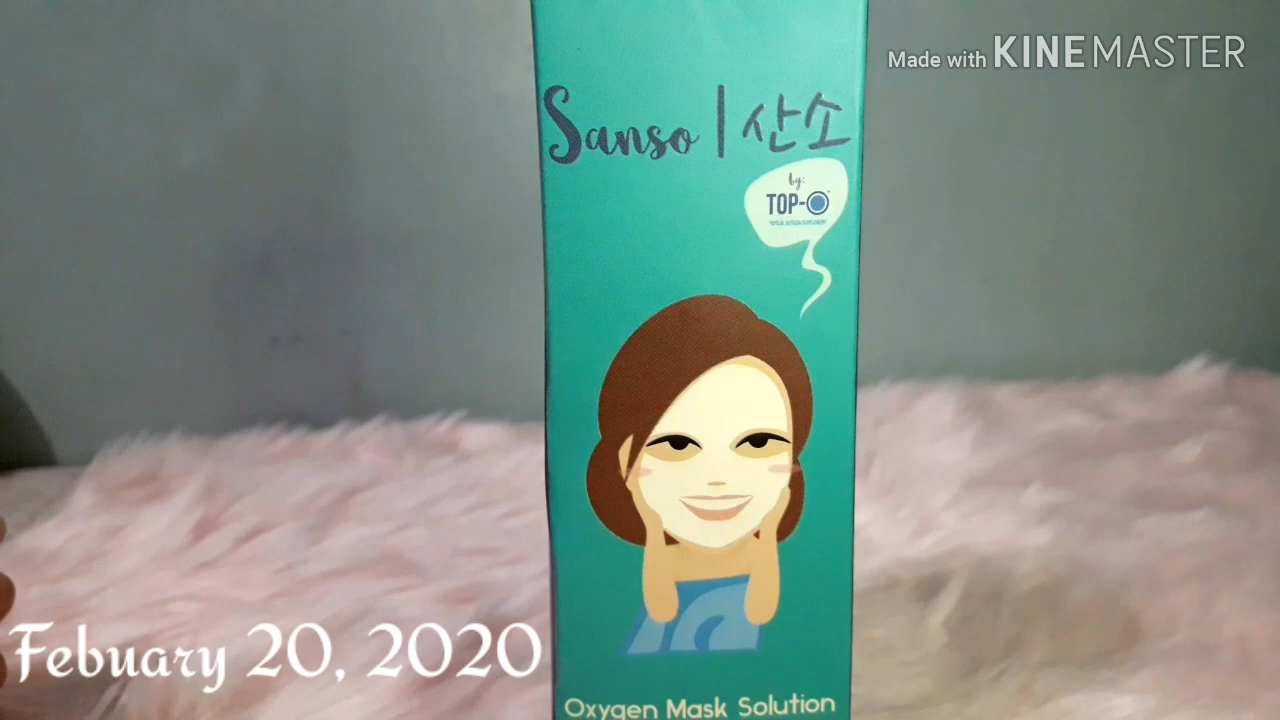 Made with KINEMASTER
Sanso | 산소
by:
TOP-O
Febuary 20, 2020
Oxygen Mask Solution